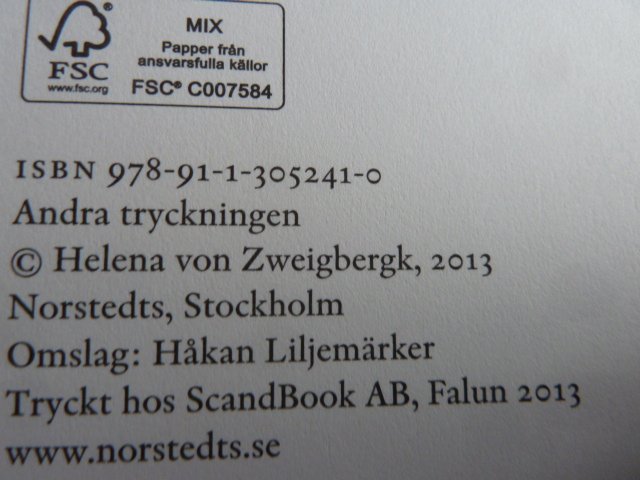 MIX
Papper från
ansvarsfulla källor
FSC® C007584
FSC
www.fsc.org
ISBN 978-91-1-305241-0
Andra tryckningen
© Helena von Zweigbergk, 2013
Norstedts, Stockholm
Omslag: Håkan Liljemärker
Tryckt hos ScandBook AB, Falun 2013
www.norstedts.se